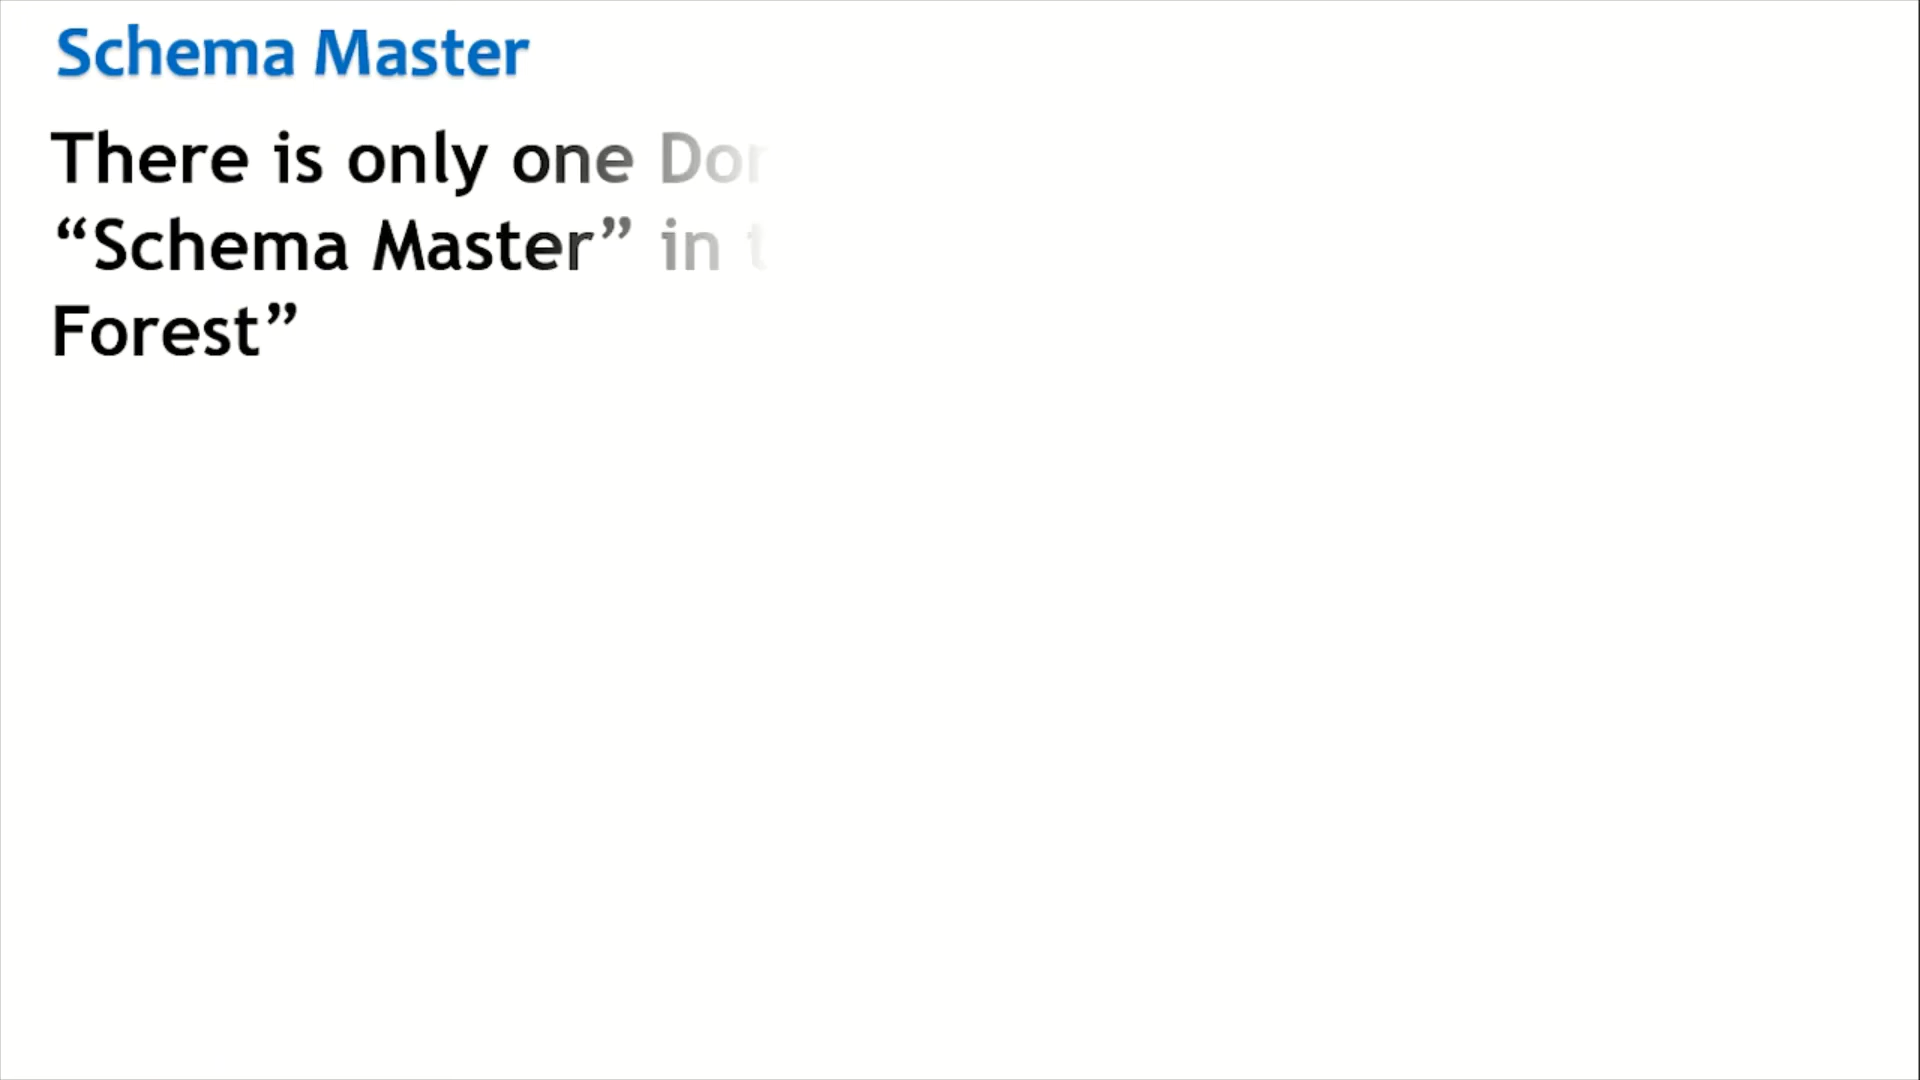 Schema Master
There is only one
“Schema Master” in
Forest”